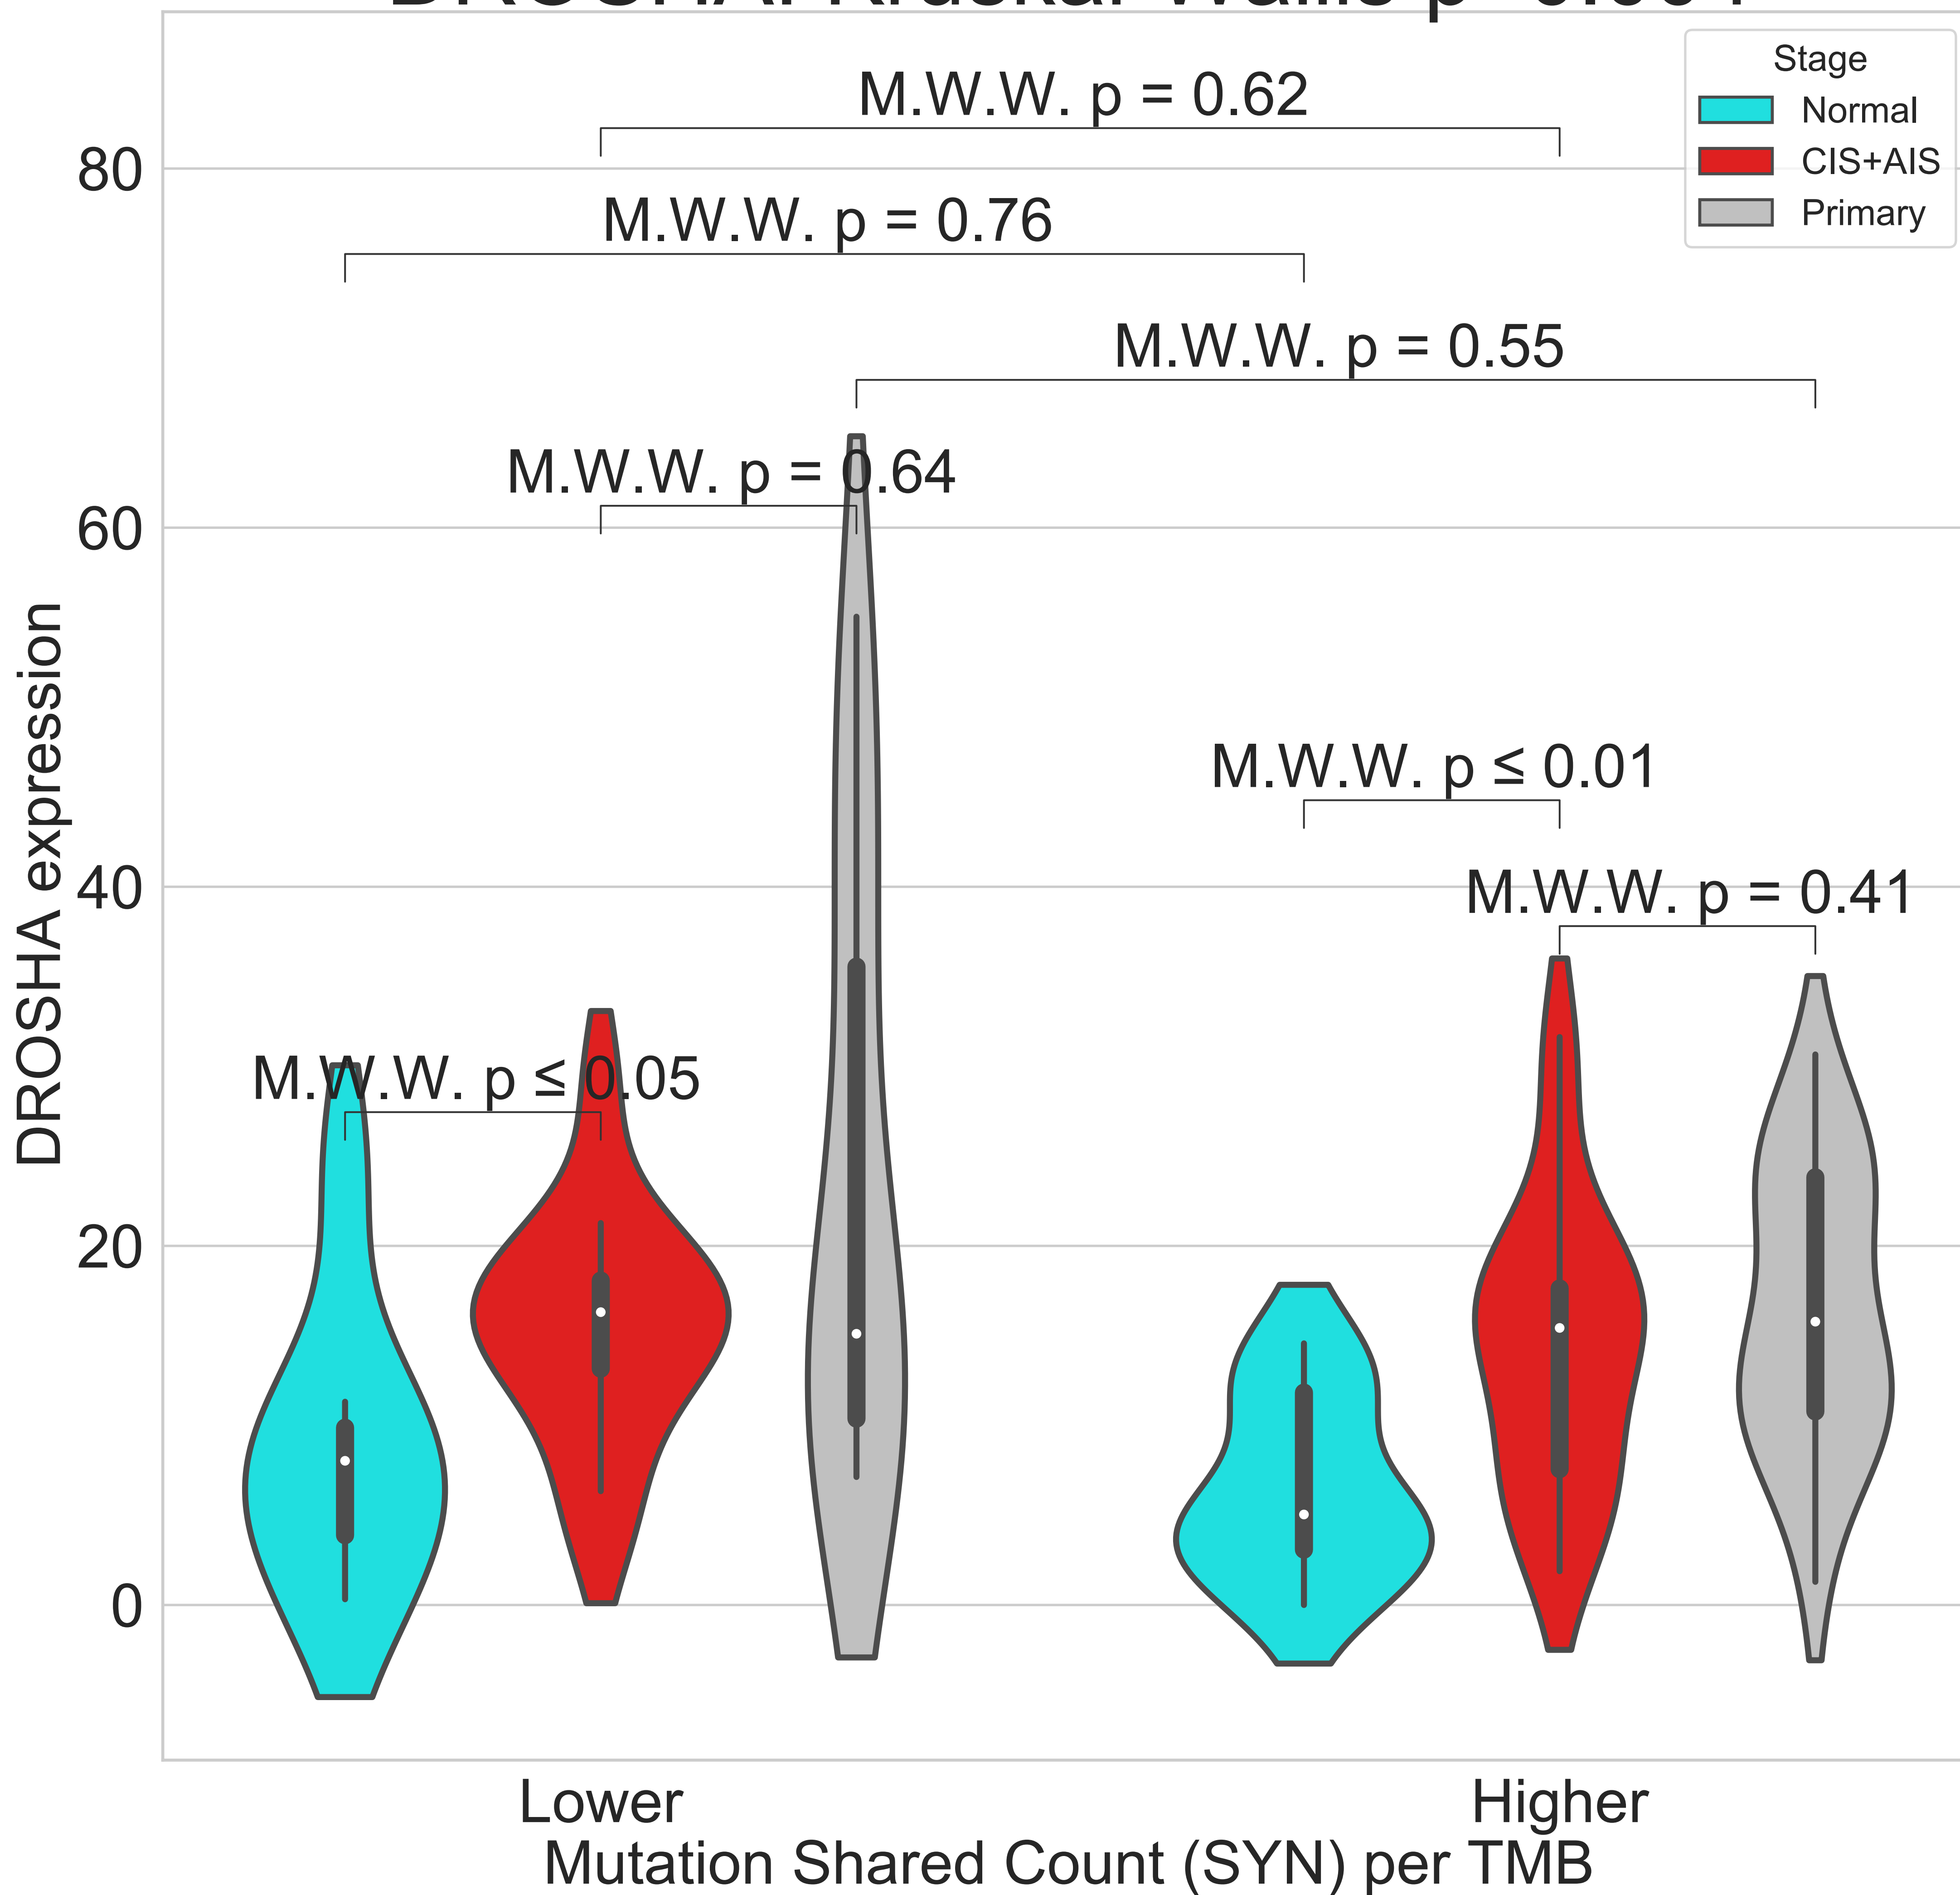 Stage
Normal
CIS+AIS
Primary
M.W.W. p = 0.62
M.W.W. p = 0.76
M.W.W. p = 0.55
M.W.W. p = 0.64
M.W.W. p ≤ 0.01
M.W.W. p = 0.41
M.W.W. p ≤ 0.05
80
60
40
20
0
DROSHA expression
Lower
Higher
Mutation Shared Count (SYN) per TMB